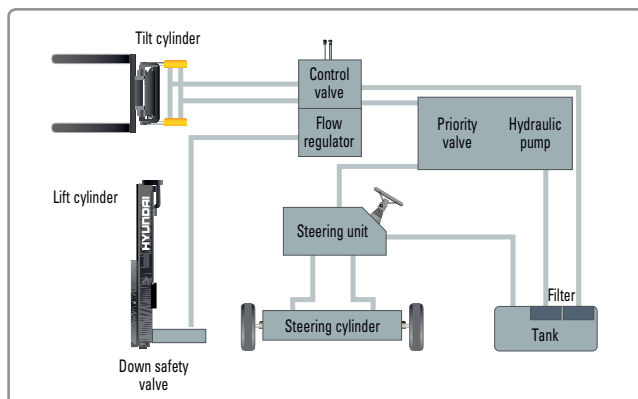 Tilt cylinder
Control
valve
Flow
regulator
Priority
valve
Hydraulic
pump
Lift cylinder
HYUNDAI
Steering unit
Filter
Steering cylinder
Tank
Down safety
valve